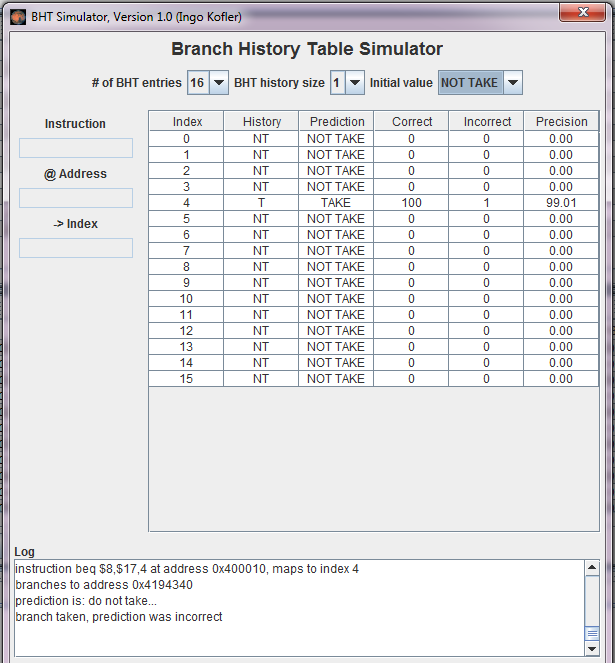 BHT Simulator, Version 1.0 (Ingo Kofler)
Branch History Table Simulator
# of BHT entries 16 BHT history size 1 Initial value NOT TAKE
Instruction
@ Address
-> Index
Index History Prediction Correct Incorrect Precision
0 NT NOT TAKE 0 0 0.00
1 NT NOT TAKE 0 0 0.00
2 NT NOT TAKE 0 0 0.00
3 NT NOT TAKE 0 0 0.00
4 T TAKE 100 1 99.01
5 NT NOT TAKE 0 0 0.00
6 NT NOT TAKE 0 0 0.00
7 NT NOT TAKE 0 0 0.00
8 NT NOT TAKE 0 0 0.00
9 NT NOT TAKE 0 0 0.00
10 NT NOT TAKE 0 0 0.00
11 NT NOT TAKE 0 0 0.00
12 NT NOT TAKE 0 0 0.00
13 NT NOT TAKE 0 0 0.00
14 NT NOT TAKE 0 0 0.00
15 NT NOT TAKE 0 0 0.00
Log
instruction beq $8,$17,4 at address 0x400010, maps to index 4
branches to address 0x4194340
prediction is: do not take...
branch taken, prediction was incorrect